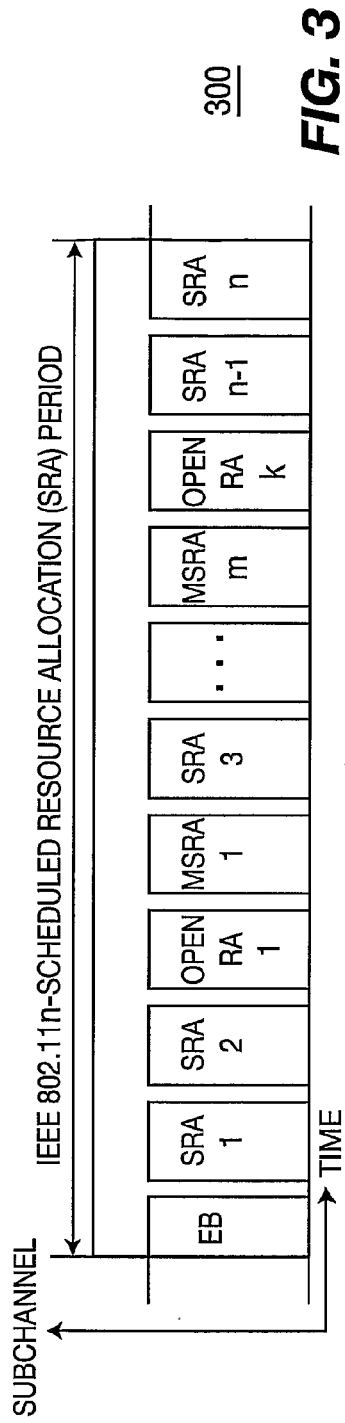 SUBCHANNEL
IEEE 802.11n-SCHEDULED RESOURCE ALLOCATION (SRA) PERIOD
EB
SRA
1
SRA
2
OPEN
RA
1
MSRA
1
SRA
3
. . .
MSRA
m
OPEN
RA
k
SRA
n-1
SRA
n
TIME
300
FIG. 3